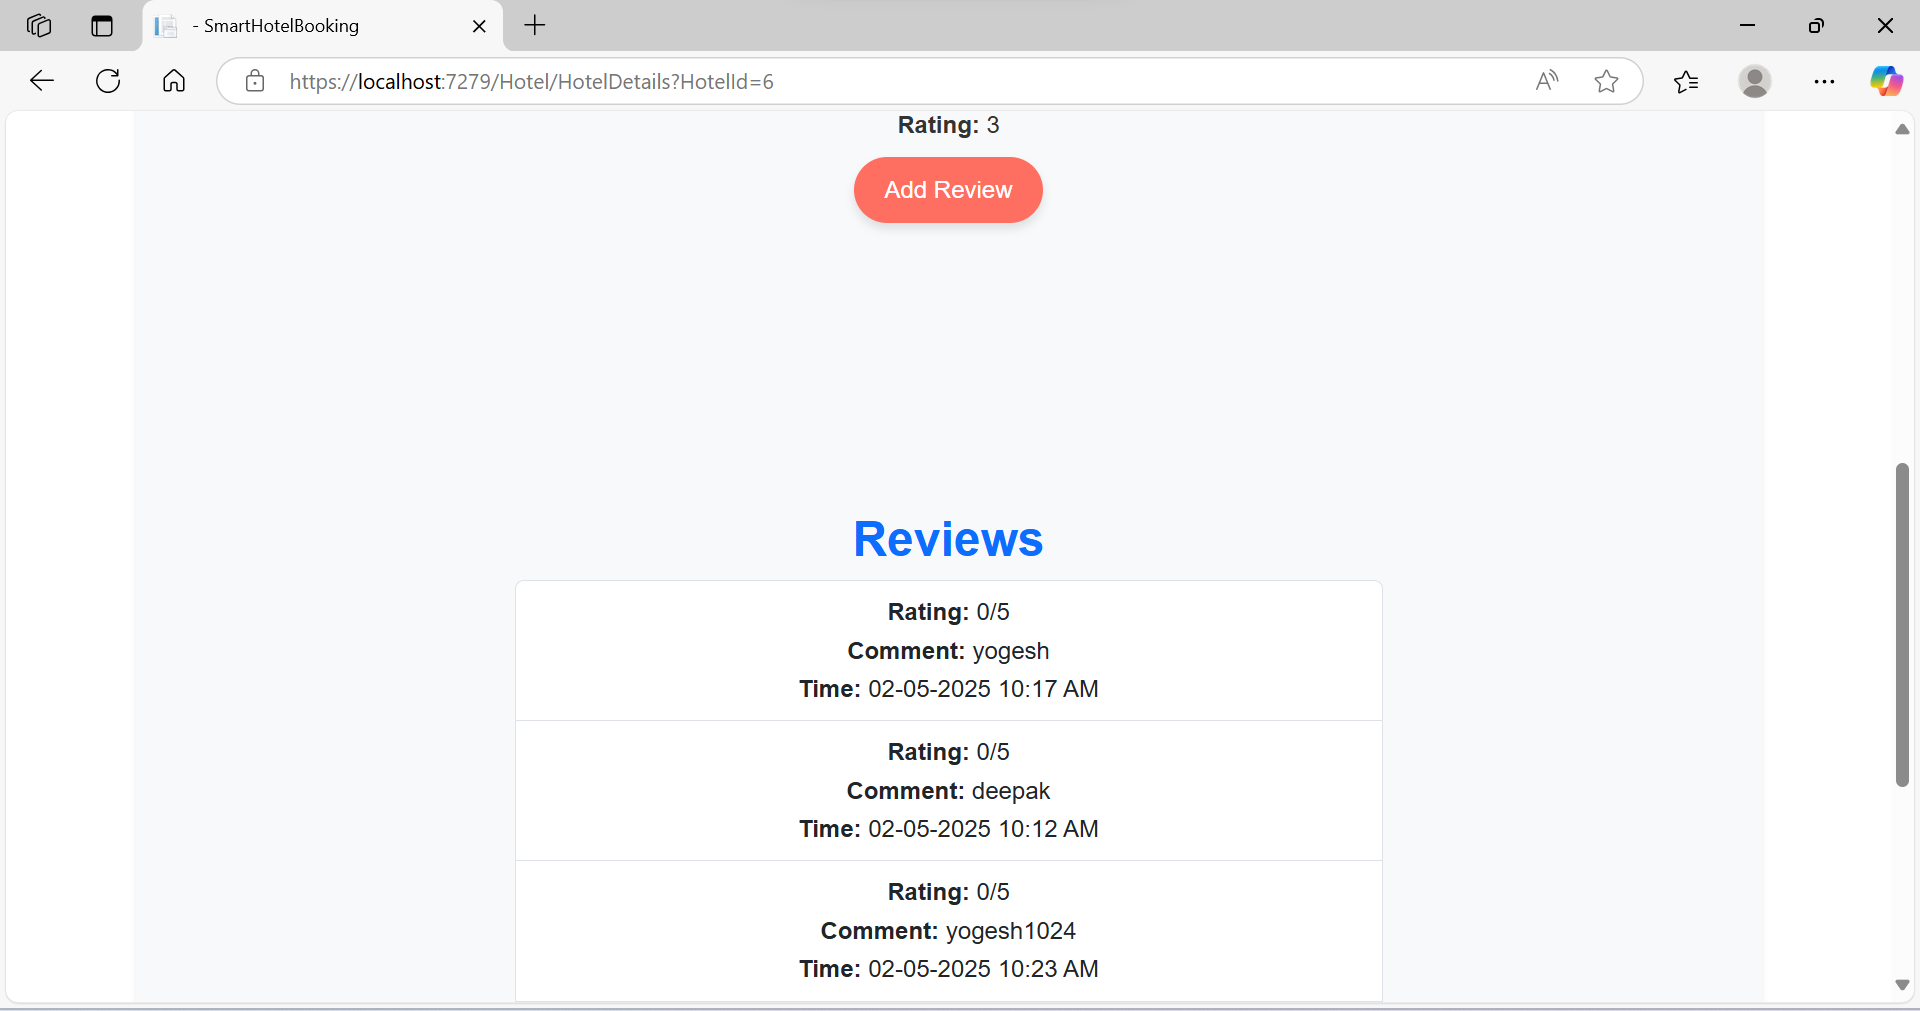 - SmartHotelBooking
https://localhost:7279/Hotel/HotelDetails?HotelId=6
Rating: 3
Add Review
Reviews
Rating: 0/5
Comment: yogesh
Time: 02-05-2025 10:17 AM
Rating: 0/5
Comment: deepak
Time: 02-05-2025 10:12 AM
Rating: 0/5
Comment: yogesh1024
Time: 02-05-2025 10:23 AM